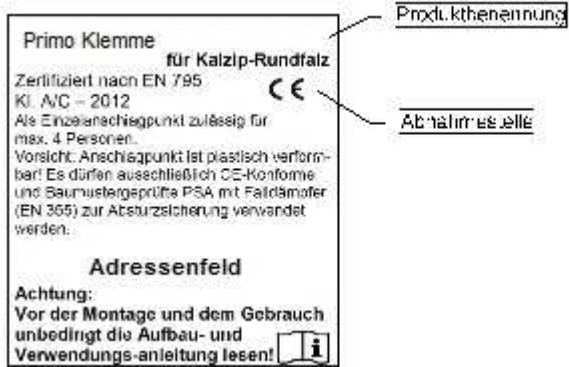 Produktbenennung
Primo Klemme
für Kalzip-Rundfalz
Zertifiziert nach EN 795
Kl. A/C – 2012
CE
Abnahmestelle
Als Einzelanschlagpunkt zulässig für
max. 4 Personen.
Vorsicht: Anschlagpunkt ist plastisch verform-
bar! Es dürfen ausschließlich CE-Konforme
und Baumustergeprüfte PSA mit Falldämpfer
(EN 355) zur Absturzsicherung verwendet
werden.
Adressenfeld
Achtung:
Vor der Montage und dem Gebrauch
unbedingt die Aufbau- und
Verwendungs-anleitung lesen!
i